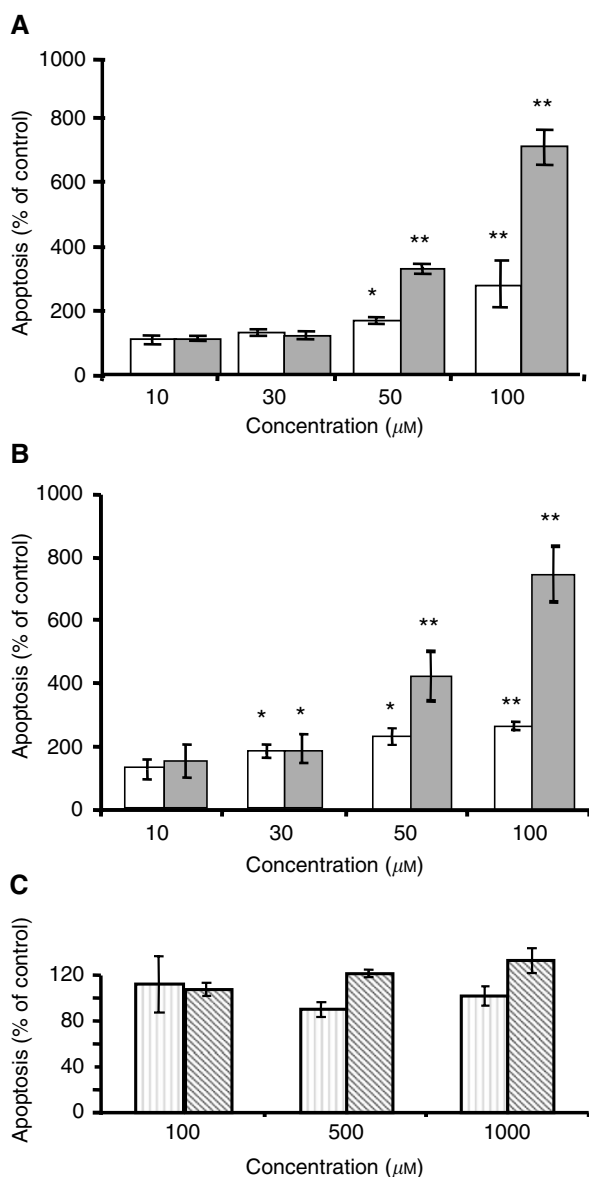 A
Apoptosis (% of control)
1000
800
600
400
200
0
*
**
**
**
10 30 50 100
Concentration (μM)
B
Apoptosis (% of control)
1000
800
600
400
200
0
* *
*
**
**
**
10 30 50 100
Concentration (μM)
C
Apoptosis (% of control)
120
80
40
0
100 500 1000
Concentration (μM)